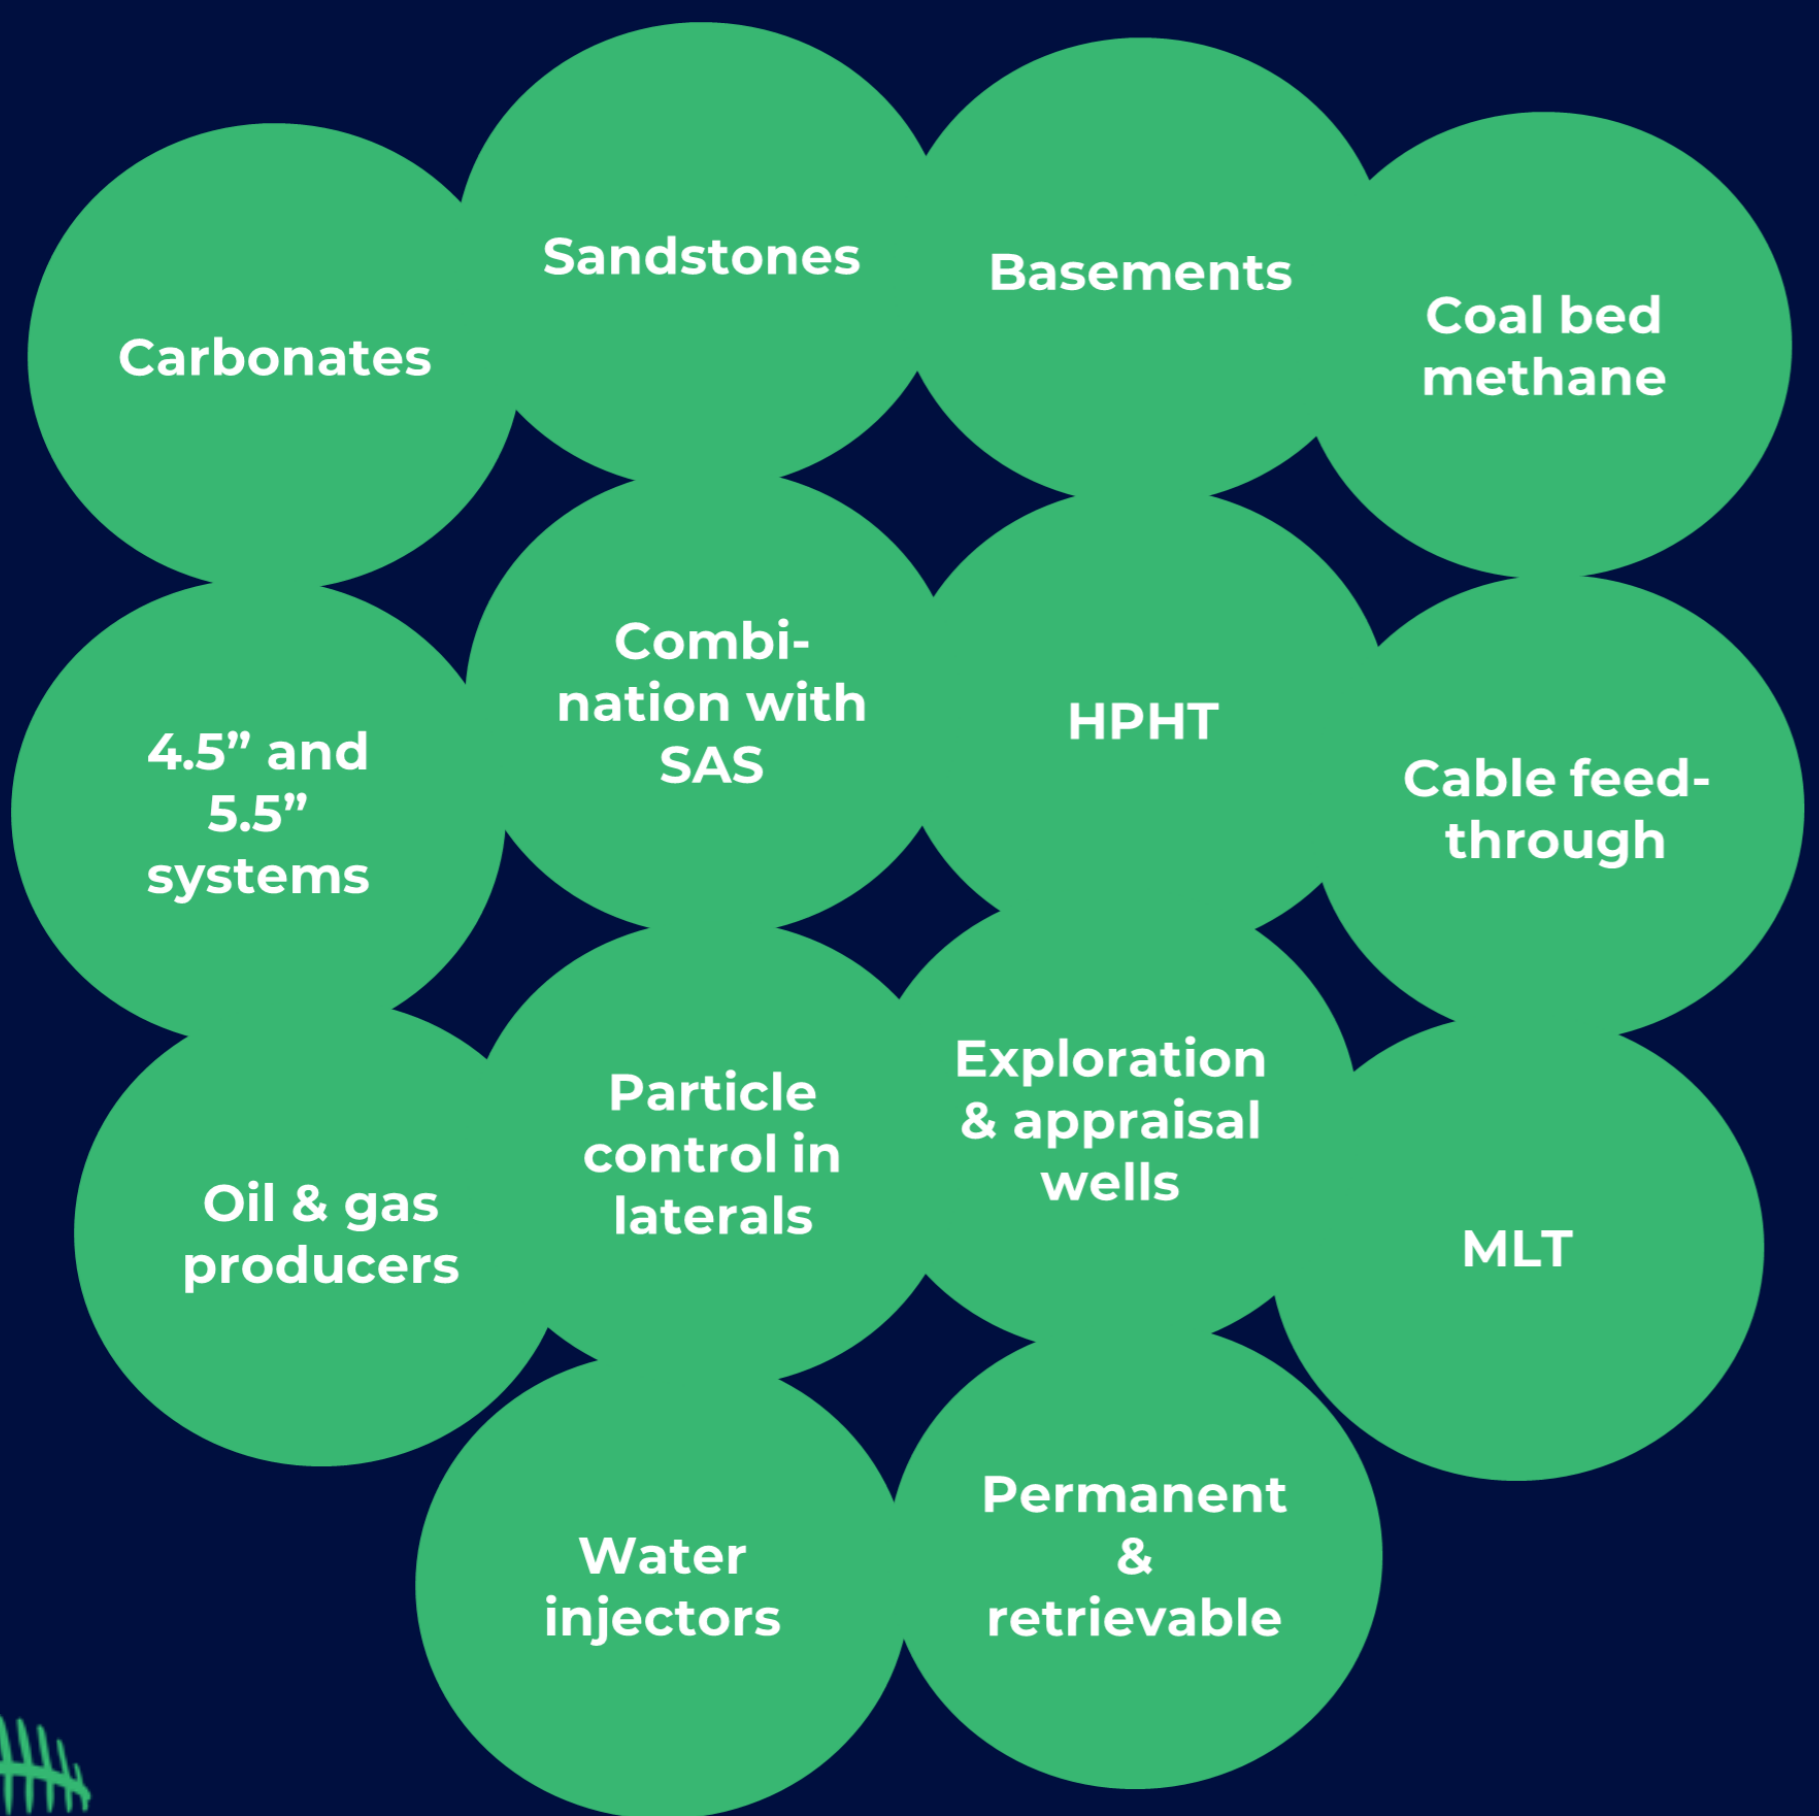 Carbonates
Sandstones
Basements
Coal bed
methane
4.5” and
5.5”
systems
Combi-
nation with
SAS
HPHT
Cable feed-
through
Oil & gas
producers
Particle
control in
laterals
Exploration
& appraisal
wells
MLT
Water
injectors
Permanent
&
retrievable